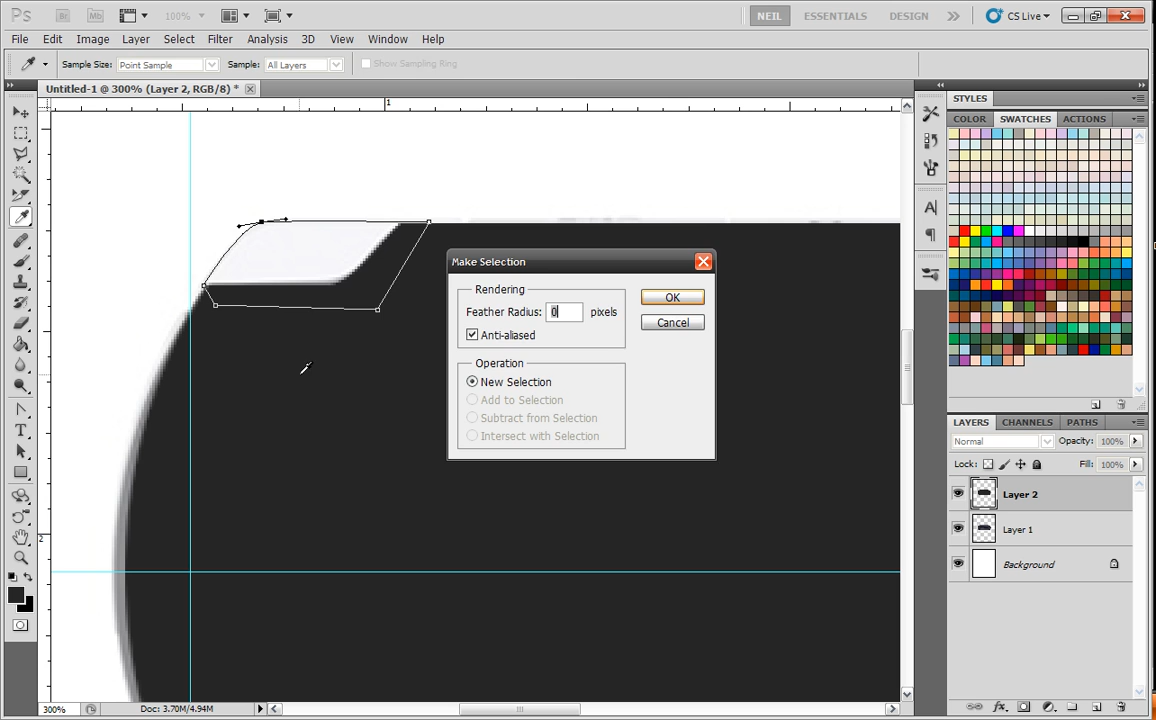 Ps Br Mb 100% NEIL ESSENTIALS DESIGN CS Live
File Edit Image Layer Select Filter Analysis 3D View Window Help
Sample Size: Point Sample Sample: All Layers Show Sampling Ring
Untitled-1 @ 300% (Layer 2, RGB/8) *
STYLES
1
COLOR SWATCHES ACTIONS
Make Selection
Rendering
Feather Radius: 0 pixels
Anti-aliased
OK
Cancel
Operation
New Selection
Add to Selection
Subtract from Selection
Intersect with Selection
LAYERS CHANNELS PATHS
Normal Opacity: 100%
Lock: Fill: 100%
Layer 2
Layer 1
2
Background
300% Doc: 3.70M/4.94M